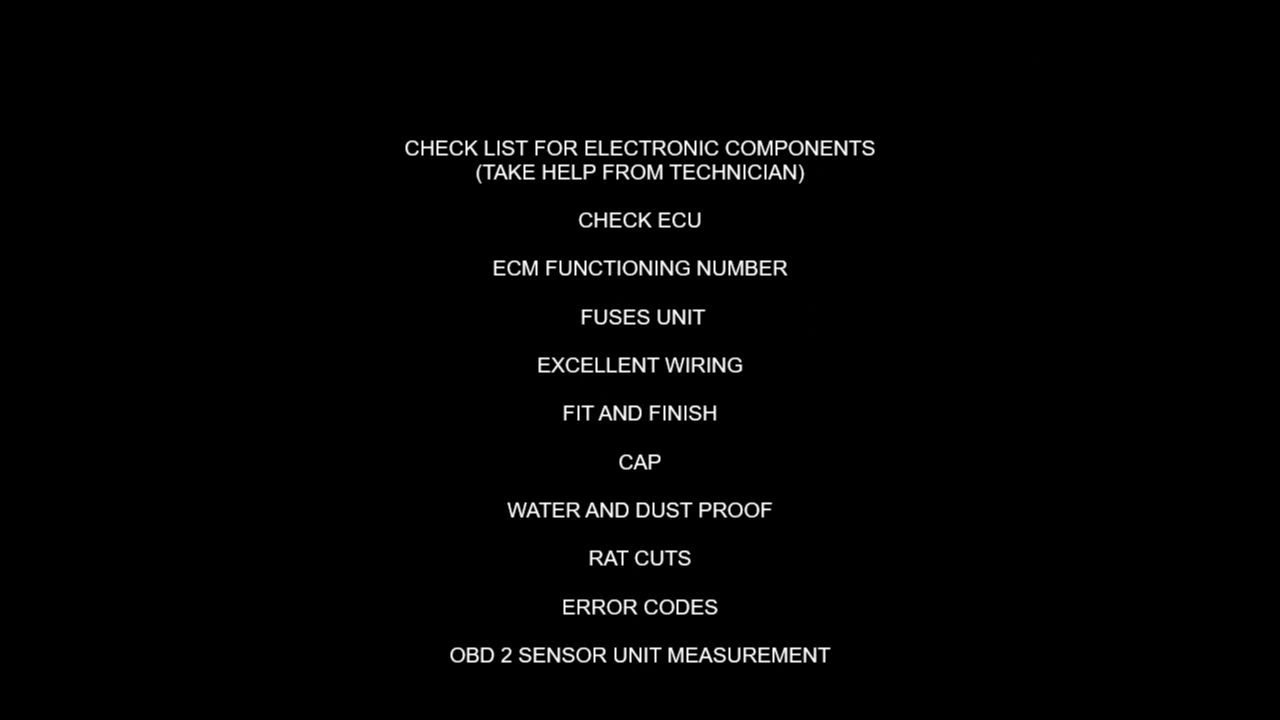 CHECK LIST FOR ELECTRONIC COMPONENTS
(TAKE HELP FROM TECHNICIAN)
CHECK ECU
ECM FUNCTIONING NUMBER
FUSES UNIT
EXCELLENT WIRING
FIT AND FINISH
CAP
WATER AND DUST PROOF
RAT CUTS
ERROR CODES
OBD 2 SENSOR UNIT MEASUREMENT